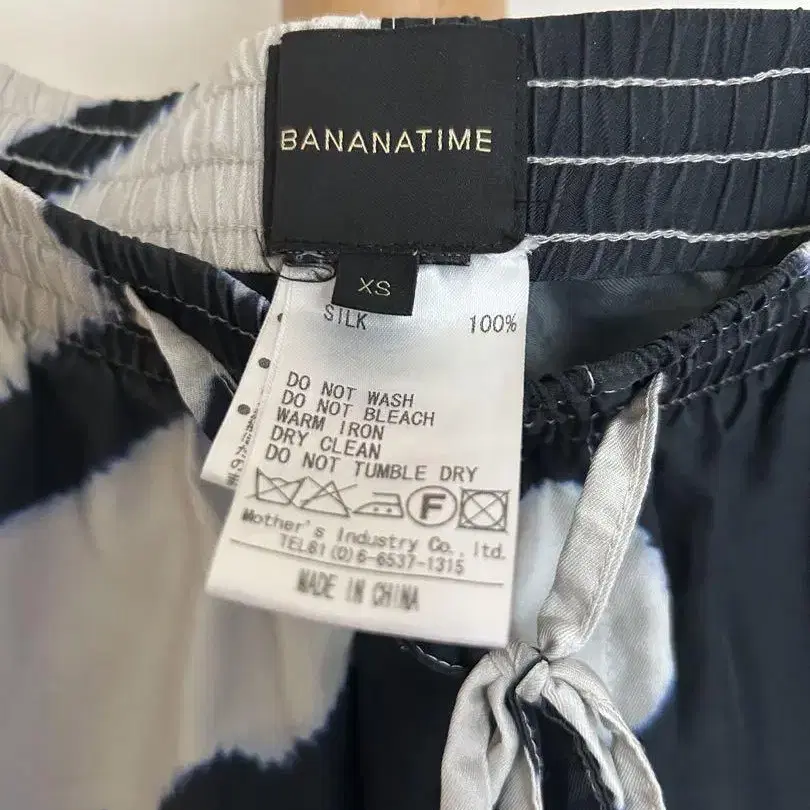 BANANATIME
XS
SILK 100%
DO NOT WASH
DO NOT BLEACH
WARM IRON
DRY CLEAN
DO NOT TUMBLE DRY
F
Mother's Industry Co., ltd.
TEL81(0)6-6537-1315
MADE IN CHINA